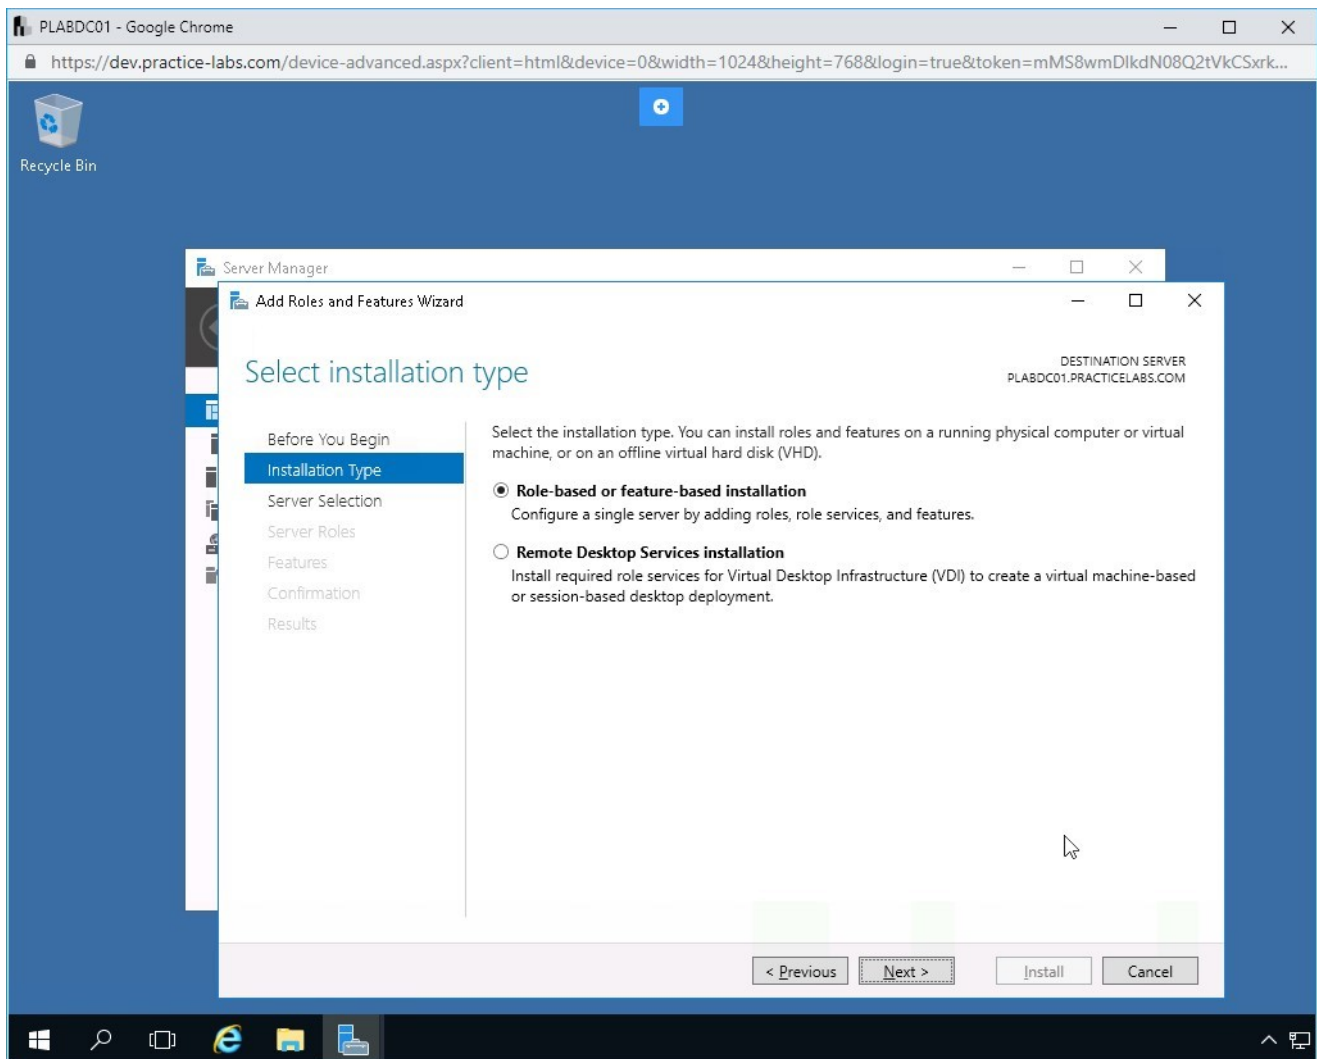 PLABDC01 - Google Chrome
https://dev.practice-labs.com/device-advanced.aspx?client=html&device=0&width=1024&height=768&login=true&token=mMS8wmDlkdN08Q2tVkCSxrk...
Recycle Bin
Server Manager
Add Roles and Features Wizard
Select installation type
DESTINATION SERVER
PLABDC01.PRACTICELABS.COM
Before You Begin
Installation Type
Server Selection
Server Roles
Features
Confirmation
Results
Select the installation type. You can install roles and features on a running physical computer or virtual
machine, or on an offline virtual hard disk (VHD).
Role-based or feature-based installation
Configure a single server by adding roles, role services, and features.
Remote Desktop Services installation
Install required role services for Virtual Desktop Infrastructure (VDI) to create a virtual machine-based
or session-based desktop deployment.
< Previous
Next >
Install
Cancel